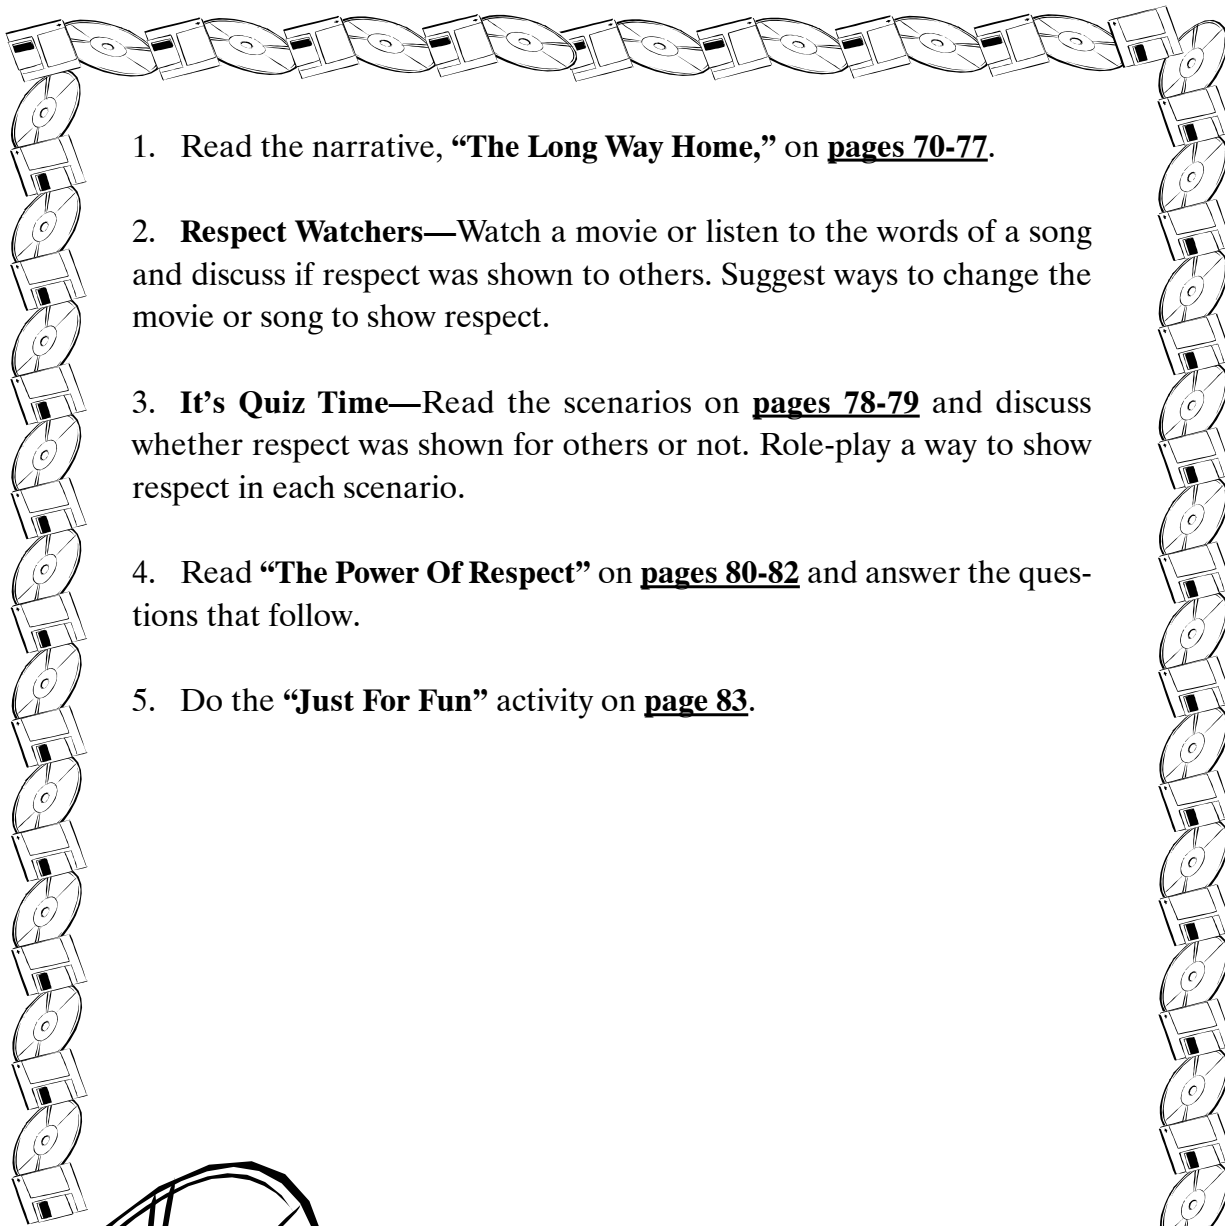 1. Read the narrative, “The Long Way Home,” on pages 70-77.
2. Respect Watchers—Watch a movie or listen to the words of a song
and discuss if respect was shown to others. Suggest ways to change the
movie or song to show respect.
3. It’s Quiz Time—Read the scenarios on pages 78-79 and discuss
whether respect was shown for others or not. Role-play a way to show
respect in each scenario.
4. Read “The Power Of Respect” on pages 80-82 and answer the ques-
tions that follow.
5. Do the “Just For Fun” activity on page 83.